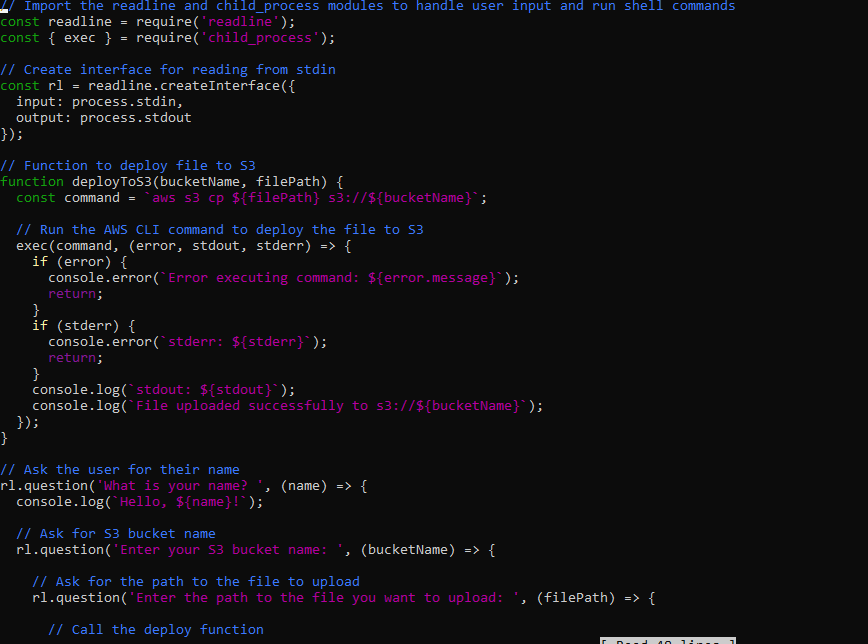 // Import the readline and child_process modules to handle user input and run shell commands
const readline = require('readline');
const { exec } = require('child_process');

// Create interface for reading from stdin
const rl = readline.createInterface({
  input: process.stdin,
  output: process.stdout
});

// Function to deploy file to S3
function deployToS3(bucketName, filePath) {
  const command = `aws s3 cp ${filePath} s3://${bucketName}`;

  // Run the AWS CLI command to deploy the file to S3
  exec(command, (error, stdout, stderr) => {
    if (error) {
      console.error(`Error executing command: ${error.message}`);
      return;
    }
    if (stderr) {
      console.error(`stderr: ${stderr}`);
      return;
    }
    console.log(`stdout: ${stdout}`);
    console.log(`File uploaded successfully to s3://${bucketName}`);
  });
}

// Ask the user for their name
rl.question('What is your name? ', (name) => {
  console.log(`Hello, ${name}!`);

  // Ask for S3 bucket name
  rl.question('Enter your S3 bucket name: ', (bucketName) => {

    // Ask for the path to the file to upload
    rl.question('Enter the path to the file you want to upload: ', (filePath) => {

      // Call the deploy function
[ Read lines ]